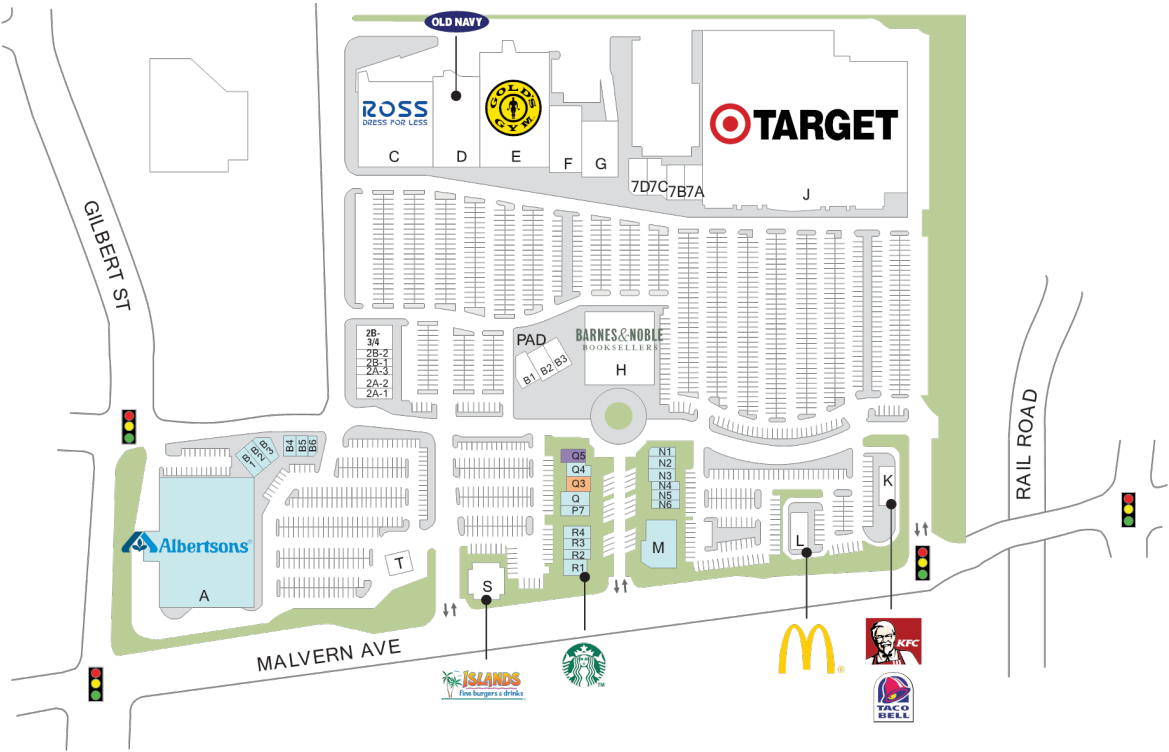 OLD NAVY
ROSS
DRESS FOR LESS
C
D
GOLD'S
GYM
E
F
G
TARGET
J
7D
7C
7B
7A
GILBERT ST
2B-
3/4
2B-2
2B-1
2A-3
2A-2
2A-1
PAD
B1
B2
B3
BARNES&NOBLE
BOOKSELLERS
H
RAIL ROAD
B1
B2
B3
B4
B5
B6
Albertsons
A
T
S
Q5
Q4
Q3
Q
P7
R4
R3
R2
R1
N1
N2
N3
N4
N5
N6
M
L
K
MALVERN AVE
ISLANDS
fine burgers & drinks
TM
®
KFC
TACO
BELL